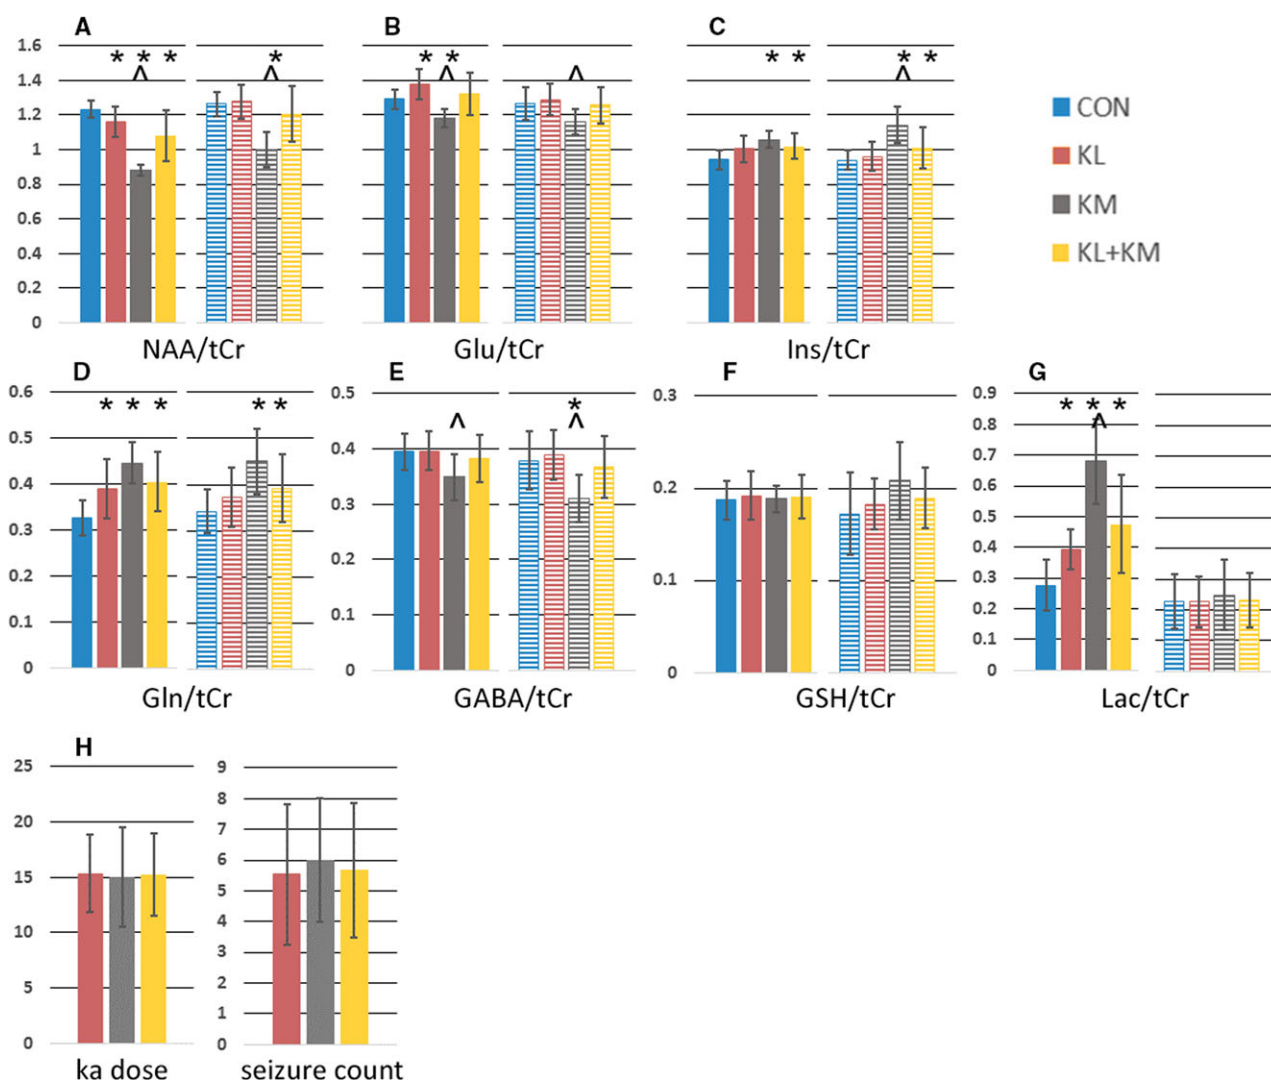 A B C
1.6 * * * * * * * * * * *
1.4 ^ ^ ^ ^ ^
1.2
1
0.8
0.6
0.4
0.2
0
NAA/tCr Glu/tCr Ins/tCr
CON
KL
KM
KL+KM
D E F G
0.6 * * * * *
0.5
0.4
0.3
0.2
0.1
0
Gln/tCr
0.5 *
0.4 ^ ^
0.3
0.2
0.1
0
GABA/tCr
0.3
0.2
0.1
0
GSH/tCr
0.9 * * *
0.8 ^
0.7
0.6
0.5
0.4
0.3
0.2
0.1
0
Lac/tCr
H
25
20
15
10
5
0
ka dose
9
8
7
6
5
4
3
2
1
0
seizure count